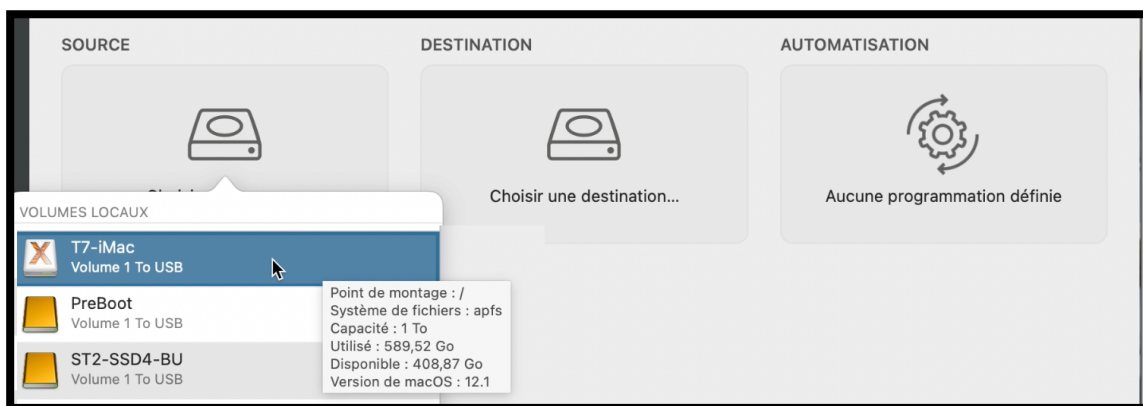 SOURCE
DESTINATION
AUTOMATISATION
Choisir une destination...
Aucune programmation définie
VOLUMES LOCAUX
T7-iMac
Volume 1 To USB
PreBoot
Volume 1 To USB
ST2-SSD4-BU
Volume 1 To USB
Point de montage : /
Système de fichiers : apfs
Capacité : 1 To
Utilisé : 589,52 Go
Disponible : 408,87 Go
Version de macOS : 12.1